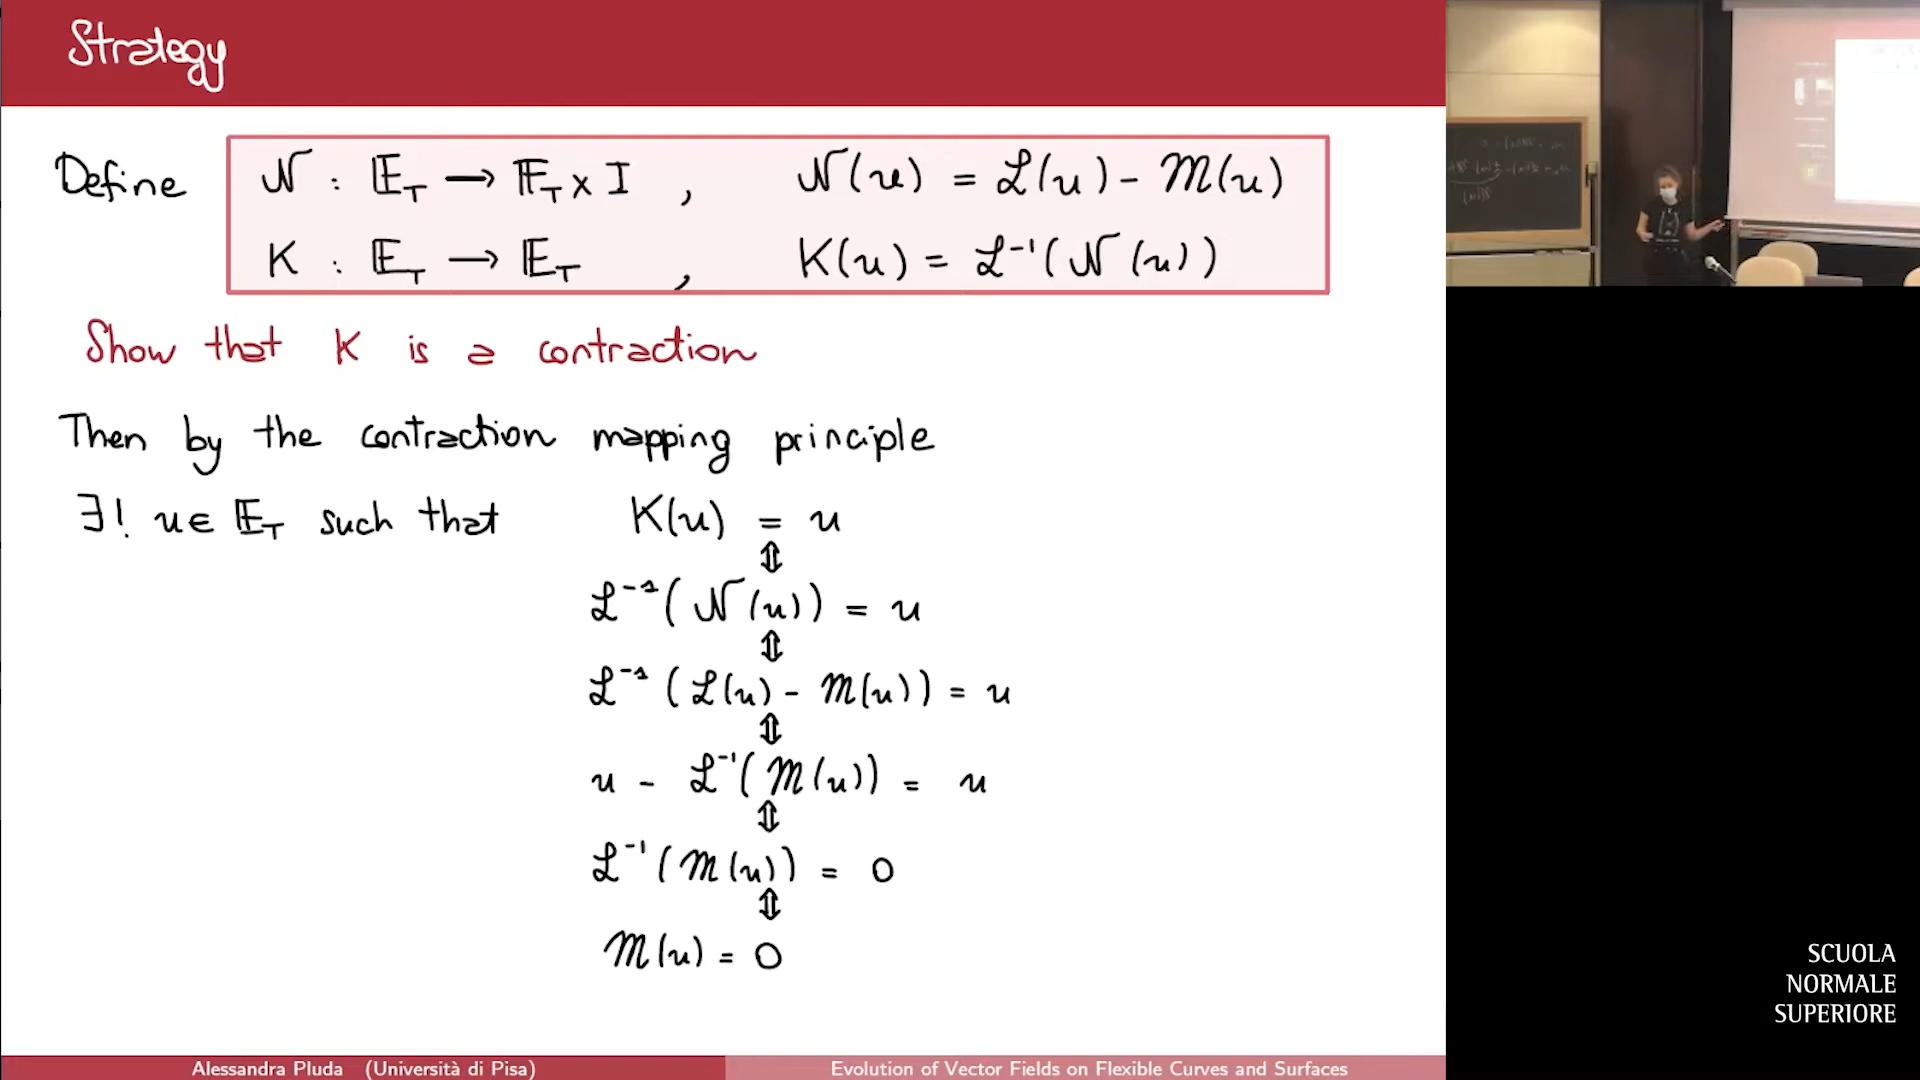 Strategy
Define 𝒩 : 𝔼_T → 𝔽_T × I , 𝒩(u) = ℒ(u) - ℳ(u)
K : 𝔼_T → 𝔼_T , K(u) = ℒ⁻¹(𝒩(u))
Show that K is a contraction
Then by the contraction mapping principle
∃! u ∈ 𝔼_T such that K(u) = u
⇕
ℒ⁻¹(𝒩(u)) = u
⇕
ℒ⁻¹(ℒ(u) - ℳ(u)) = u
⇕
u - ℒ⁻¹(ℳ(u)) = u
⇕
ℒ⁻¹(ℳ(u)) = 0
⇕
ℳ(u) = 0
Alessandra Pluda (Università di Pisa) Evolution of Vector Fields on Flexible Curves and Surfaces
SCUOLA
NORMALE
SUPERIORE